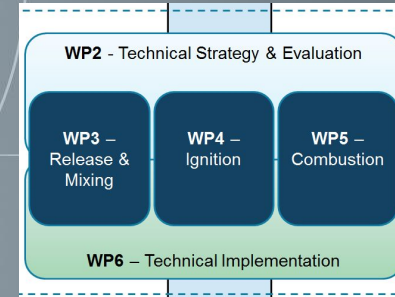 WP2 - Technical Strategy & Evaluation
WP3 –
Release &
Mixing
WP4 –
Ignition
WP5 –
Combustion
WP6 – Technical Implementation